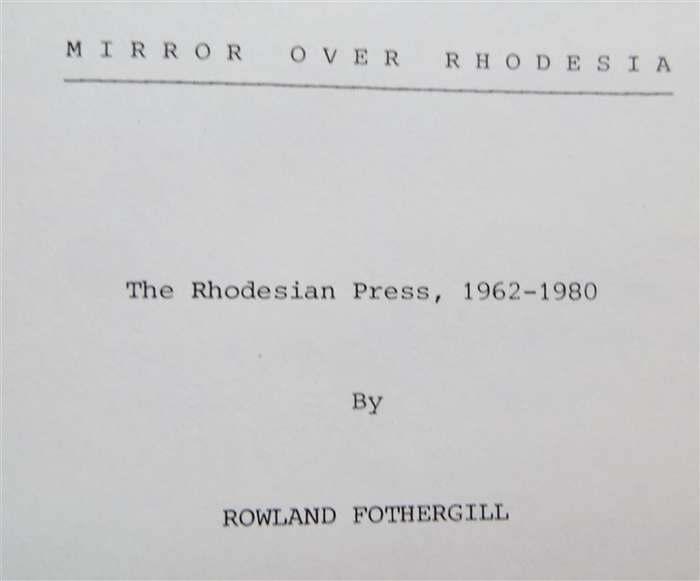 MIRROR OVER RHODESIA
The Rhodesian Press, 1962-1980
By
ROWLAND FOTHERGILL